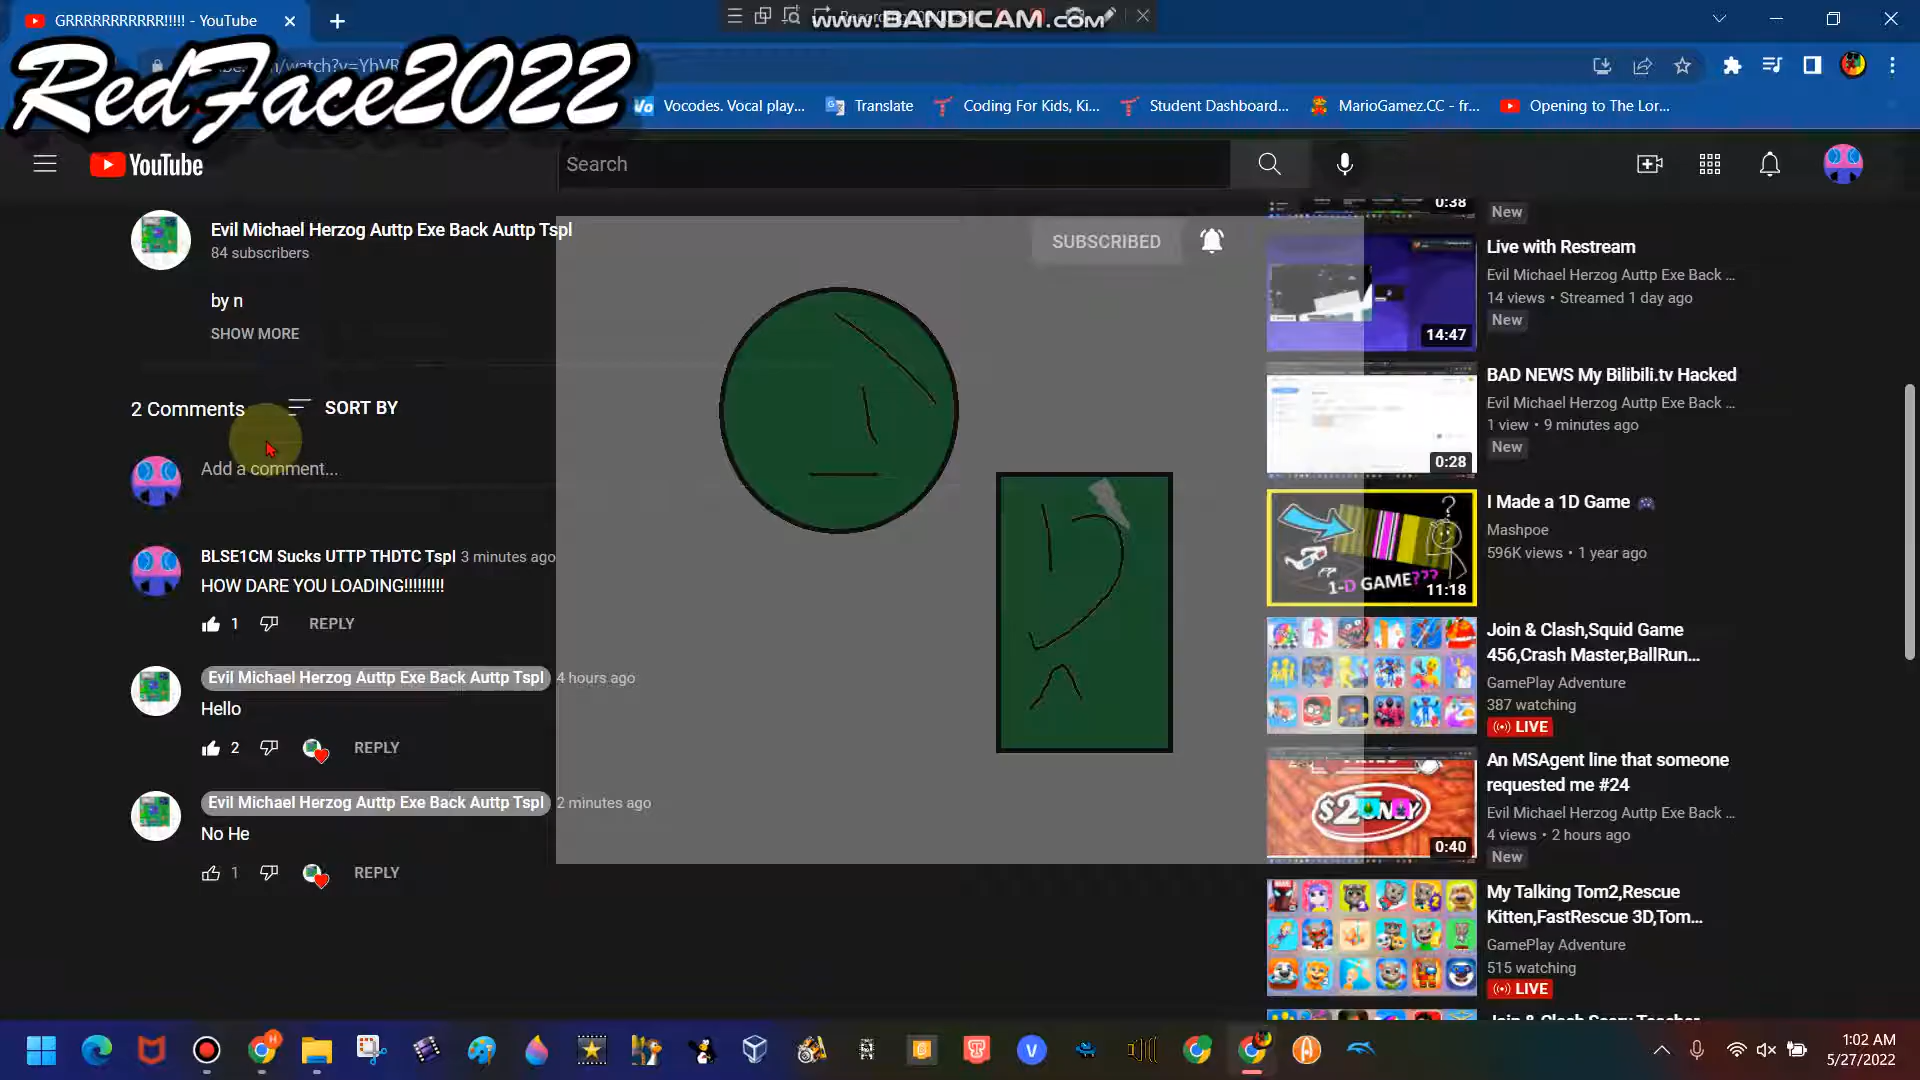 GRRRRRRRRRRR!!!!! - YouTube
www.BANDICAM.com
RedFace2022
Vocodes. Vocal play...
Translate
Coding For Kids, Ki...
Student Dashboard...
MarioGamez.CC - fr...
Opening to The Lor...
YouTube
Search
Evil Michael Herzog Auttp Exe Back Auttp Tspl
84 subscribers
SUBSCRIBED
by n
SHOW MORE
2 Comments
SORT BY
Add a comment...
BLSE1CM Sucks UTTP THDTC Tspl 3 minutes ago
HOW DARE YOU LOADING!!!!!!!!!
1
REPLY
Evil Michael Herzog Auttp Exe Back Auttp Tspl 4 hours ago
Hello
2
REPLY
Evil Michael Herzog Auttp Exe Back Auttp Tspl 2 minutes ago
No He
1
REPLY
0:38
New
Live with Restream
Evil Michael Herzog Auttp Exe Back ...
14 views • Streamed 1 day ago
New
14:47
BAD NEWS My Bilibili.tv Hacked
Evil Michael Herzog Auttp Exe Back ...
1 view • 9 minutes ago
New
0:28
I Made a 1D Game 🎮
Mashpoe
596K views • 1 year ago
1-D GAME???
11:18
Join & Clash,Squid Game
456,Crash Master,BallRun...
GamePlay Adventure
387 watching
LIVE
An MSAgent line that someone
requested me #24
Evil Michael Herzog Auttp Exe Back ...
4 views • 2 hours ago
New
$2 ONLY
0:40
My Talking Tom2,Rescue
Kitten,FastRescue 3D,Tom...
GamePlay Adventure
515 watching
LIVE
1:02 AM
5/27/2022